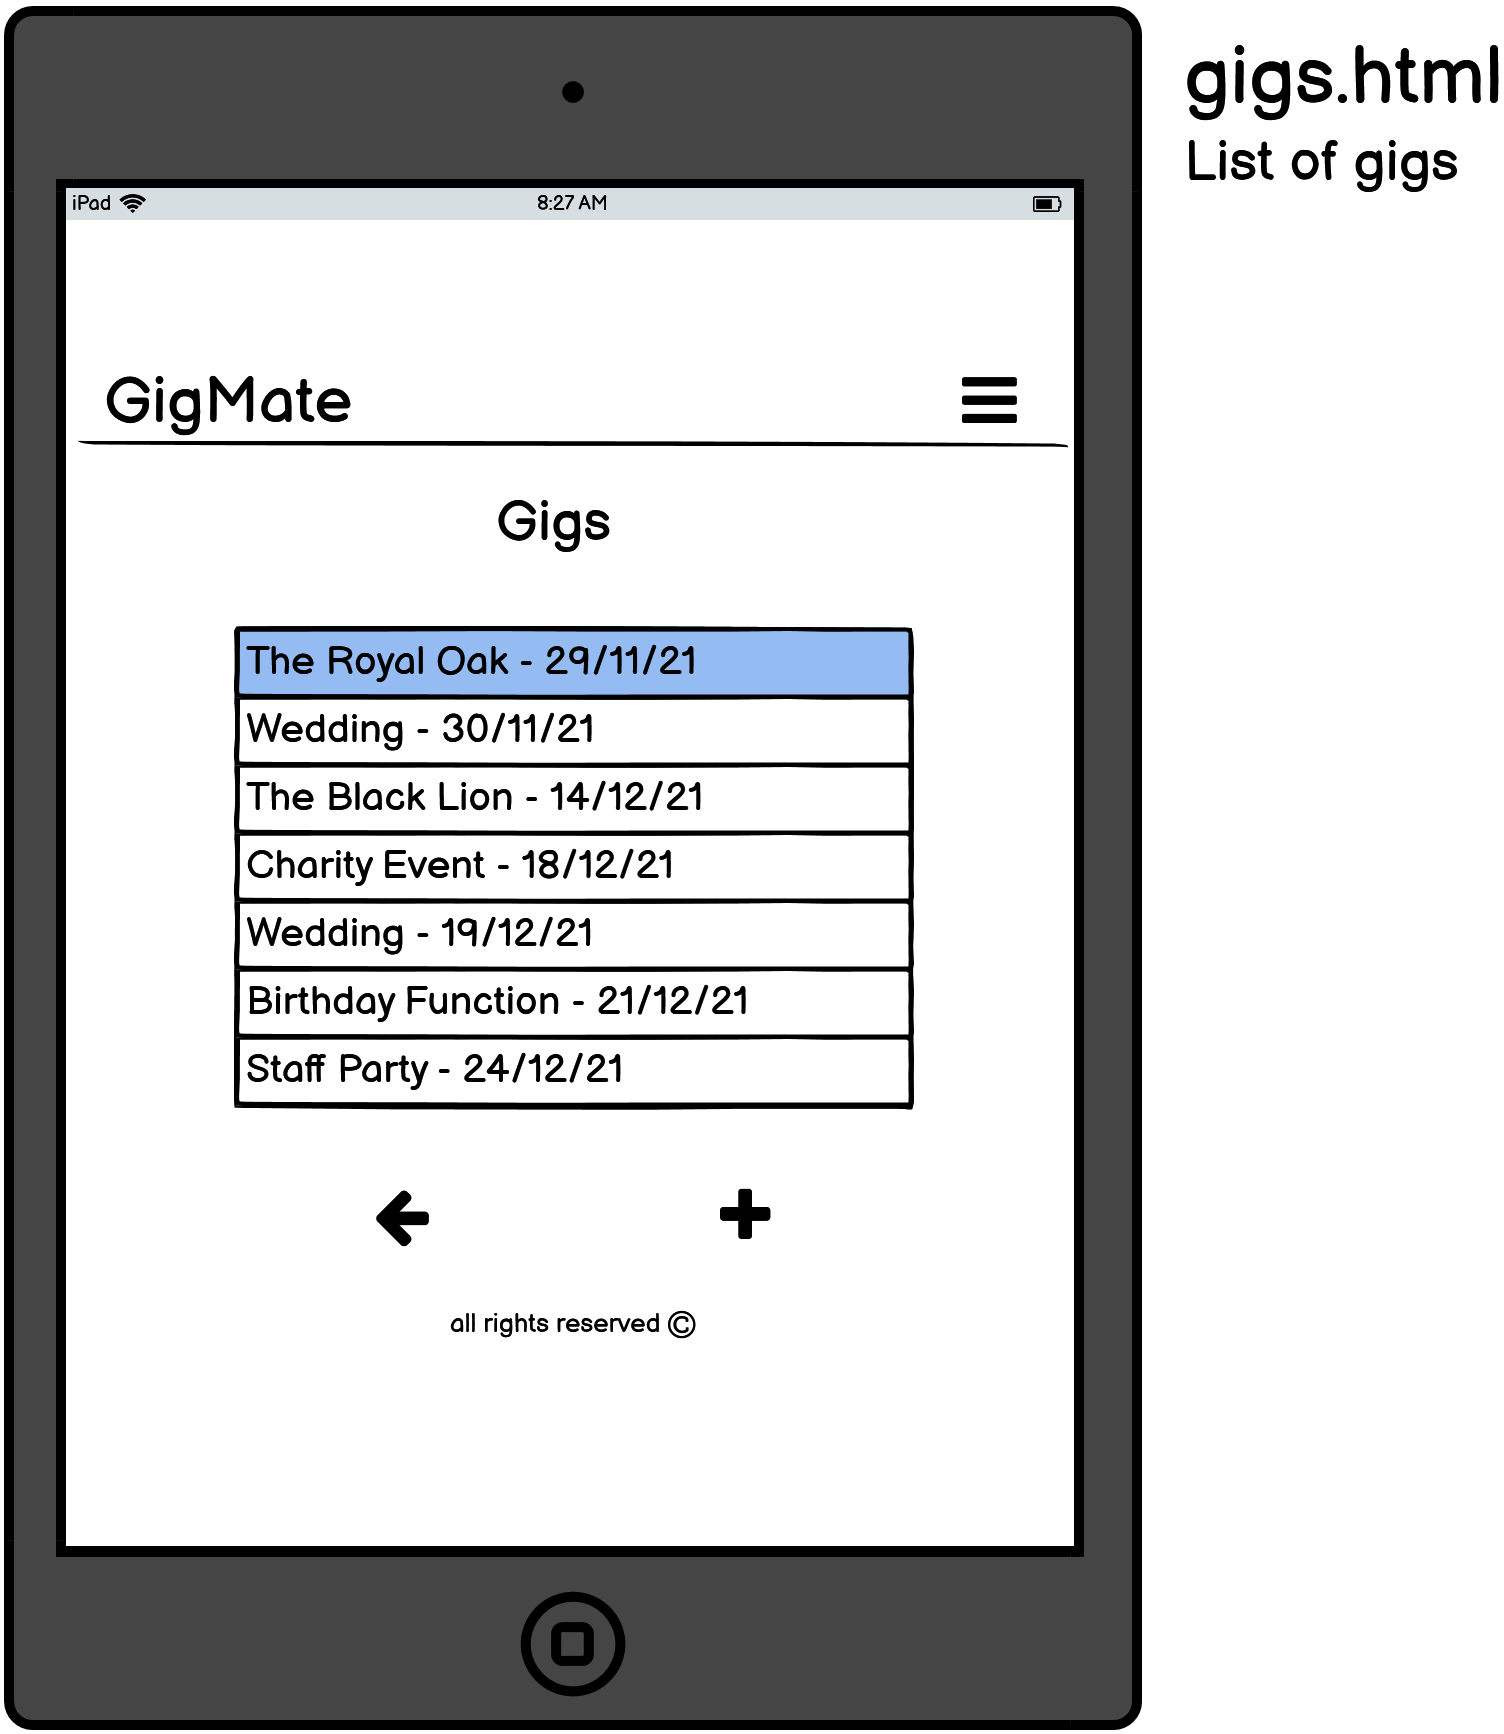 gigs.html
List of gigs
iPad 8:27 AM
GigMate
Gigs
The Royal Oak - 29/11/21
Wedding - 30/11/21
The Black Lion - 14/12/21
Charity Event - 18/12/21
Wedding - 19/12/21
Birthday Function - 21/12/21
Staff Party - 24/12/21
all rights reserved ©